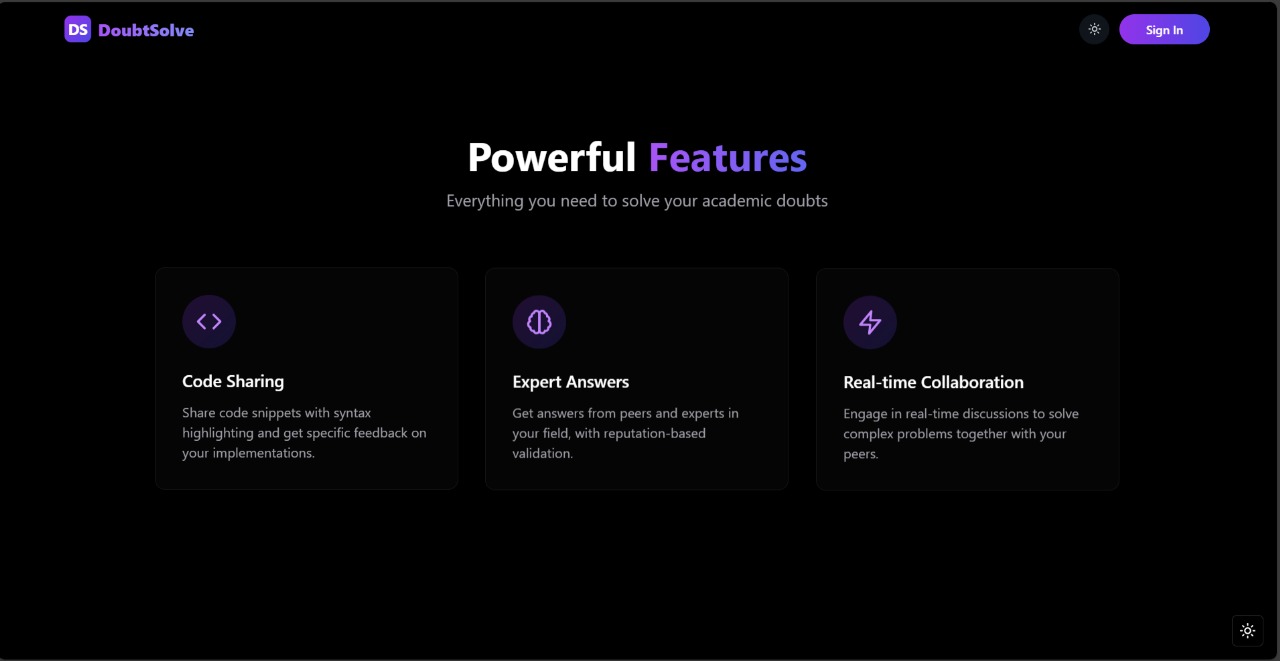 DS DoubtSolve
Sign In
Powerful Features
Everything you need to solve your academic doubts
Code Sharing
Share code snippets with syntax
highlighting and get specific feedback on
your implementations.
Expert Answers
Get answers from peers and experts in
your field, with reputation-based
validation.
Real-time Collaboration
Engage in real-time discussions to solve
complex problems together with your
peers.